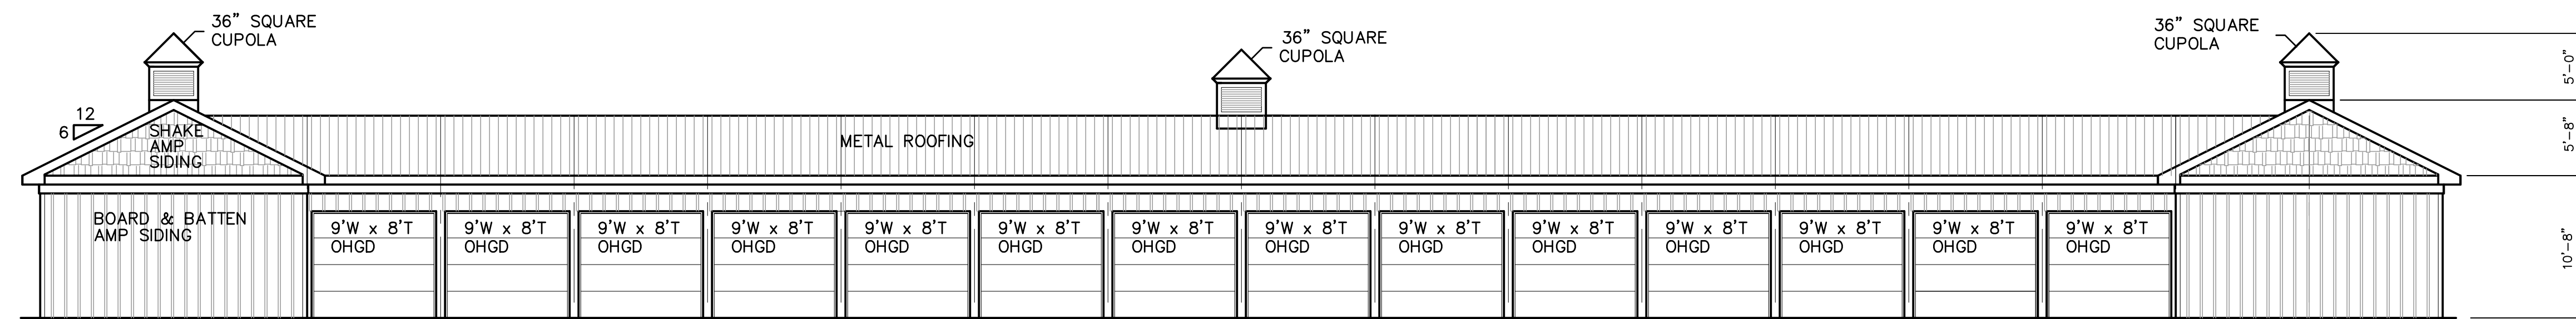 36” SQUARE
CUPOLA
36” SQUARE
CUPOLA
36” SQUARE
CUPOLA
5'-0"
12
6
SHAKE
AMP
SIDING
METAL ROOFING
5'-8"
BOARD & BATTEN
AMP SIDING
9'W x 8'T
OHGD
9'W x 8'T
OHGD
9'W x 8'T
OHGD
9'W x 8'T
OHGD
9'W x 8'T
OHGD
9'W x 8'T
OHGD
9'W x 8'T
OHGD
9'W x 8'T
OHGD
9'W x 8'T
OHGD
9'W x 8'T
OHGD
9'W x 8'T
OHGD
9'W x 8'T
OHGD
9'W x 8'T
OHGD
9'W x 8'T
OHGD
10'-8"